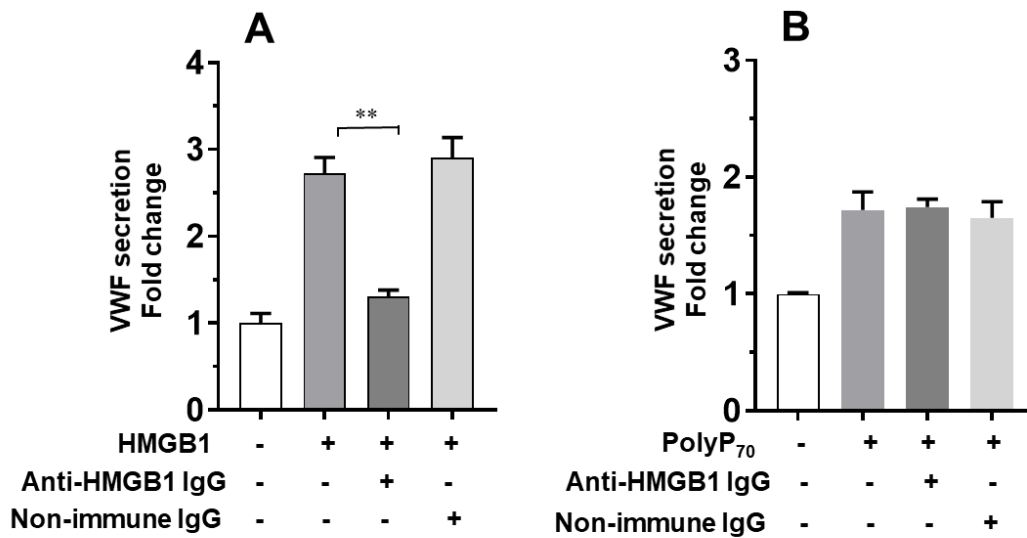 A
VWF secretion
Fold change
4
3
2
1
0
**
HMGB1 - + + +
Anti-HMGB1 IgG - - + -
Non-immune IgG - - - +
B
VWF secretion
Fold change
3
2
1
0
PolyP₇₀ - + + +
Anti-HMGB1 IgG - - + -
Non-immune IgG - - - +